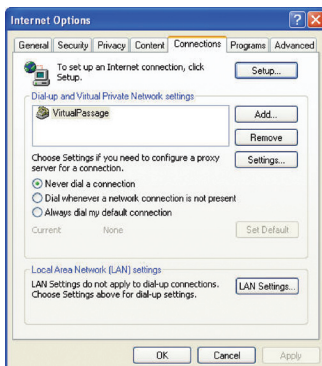 Internet Options
General Security Privacy Content Connections Programs Advanced
To set up an Internet connection, click
Setup.
Setup...
Dial-up and Virtual Private Network settings
VirtualPassage
Add...
Remove
Choose Settings if you need to configure a proxy
server for a connection.
Settings...
Never dial a connection
Dial whenever a network connection is not present
Always dial my default connection
Current None
Set Default
Local Area Network (LAN) settings
LAN Settings do not apply to dial-up connections.
Choose Settings above for dial-up settings.
LAN Settings...
OK Cancel Apply